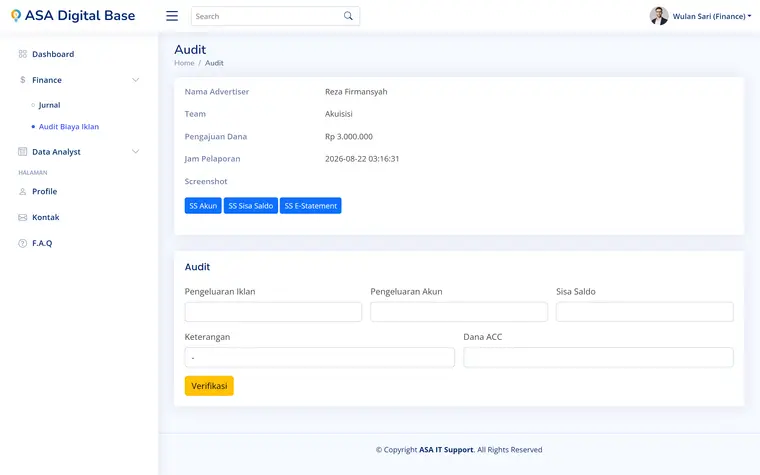 ASA Digital Base
Search
Wulan Sari (Finance)
Dashboard
Finance
Jurnal
Audit Biaya Iklan
Data Analyst
HALAMAN
Profile
Kontak
F.A.Q
Audit
Home / Audit
Nama Advertiser Reza Firmansyah
Team Akuisisi
Pengajuan Dana Rp 3.000.000
Jam Pelaporan 2026-08-22 03:16:31
Screenshot
SS Akun SS Sisa Saldo SS E-Statement
Audit
Pengeluaran Iklan Pengeluaran Akun Sisa Saldo
Keterangan Dana ACC
-
Verifikasi
© Copyright ASA IT Support. All Rights Reserved